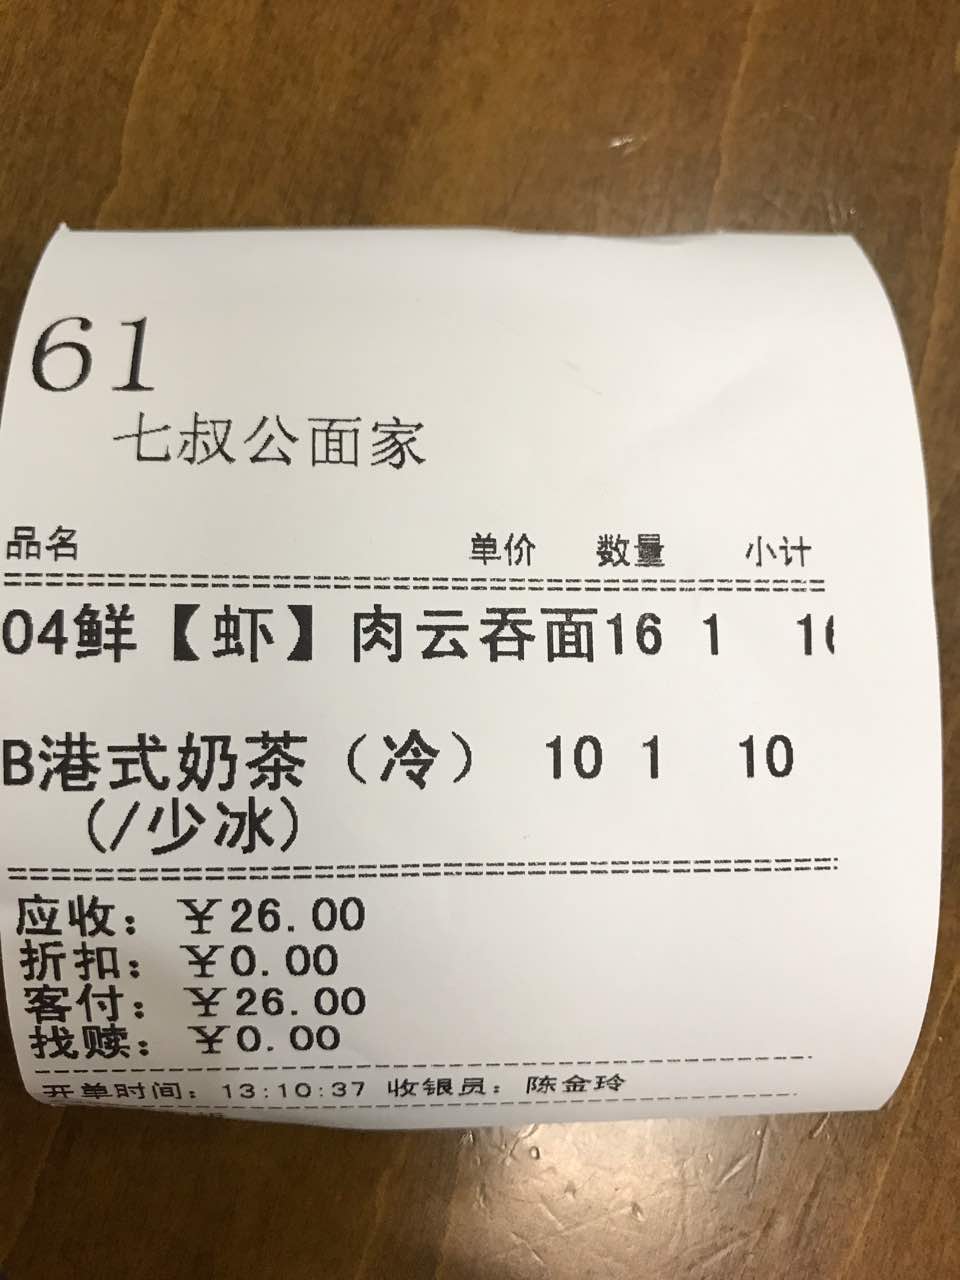 61
七叔公面家
品名 单价 数量 小计
04鲜【虾】肉云吞面16 1 16
B港式奶茶（冷） 10 1 10
(/少冰)
应收：￥26.00
折扣：￥0.00
客付：￥26.00
找赎：￥0.00
开单时间：13:10:37 收银员：陈金玲